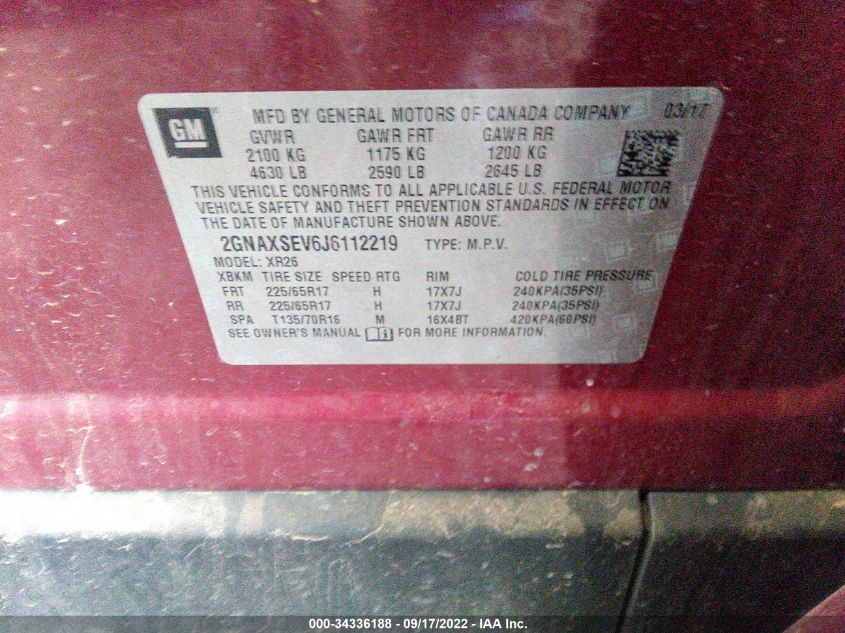 GM
MFD BY GENERAL MOTORS OF CANADA COMPANY 03/17
GVWR GAWR FRT GAWR RR
2100 KG 1175 KG 1200 KG
4630 LB 2590 LB 2645 LB
THIS VEHICLE CONFORMS TO ALL APPLICABLE U.S. FEDERAL MOTOR
VEHICLE SAFETY AND THEFT PREVENTION STANDARDS IN EFFECT ON
THE DATE OF MANUFACTURE SHOWN ABOVE.
2GNAXSEV6J6112219 TYPE: M.P.V.
MODEL: XR26
XBKM TIRE SIZE SPEED RTG RIM COLD TIRE PRESSURE
FRT 225/65R17 H 17X7J 240KPA(35PSI)
RR 225/65R17 H 17X7J 240KPA(35PSI)
SPA T135/70R16 M 16X4BT 420KPA(60PSI)
SEE OWNER'S MANUAL FOR MORE INFORMATION.
000-34336188 - 09/17/2022 - IAA Inc.